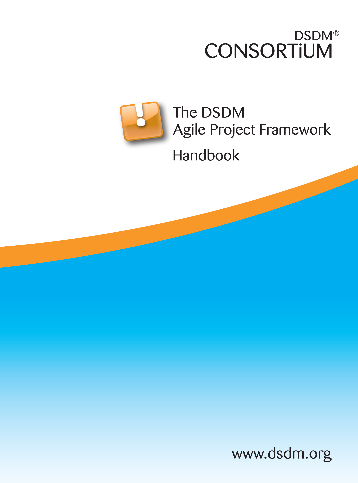 DSDM®
CONSORTiUM
The DSDM
Agile Project Framework
Handbook
www.dsdm.org